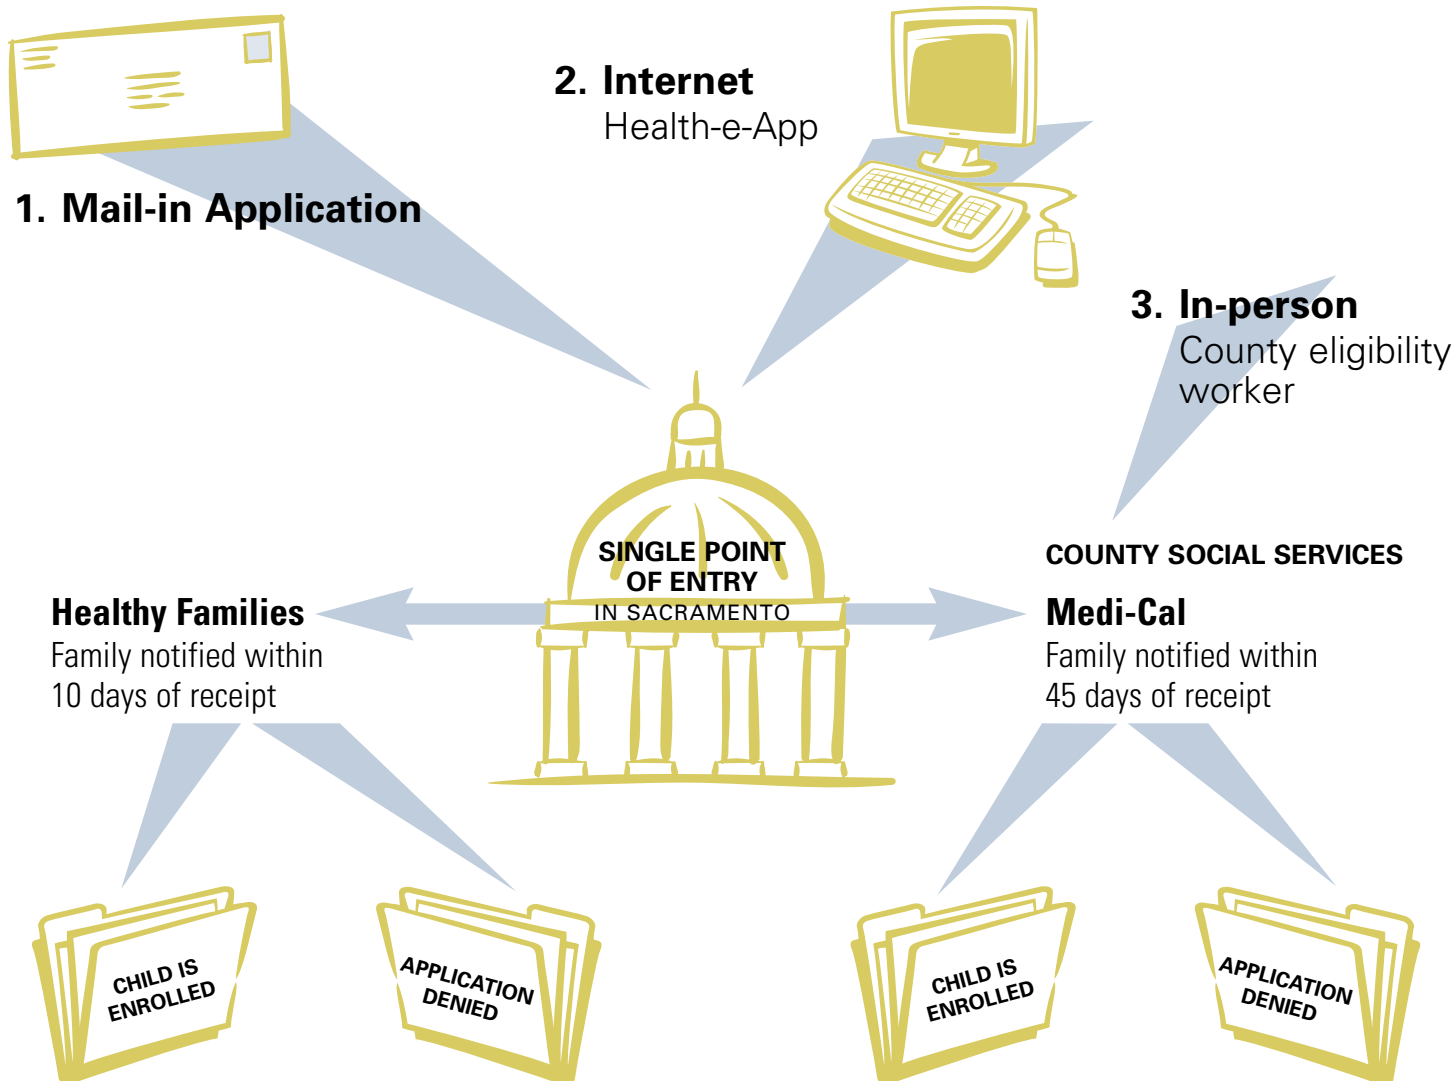 2. Internet
Health-e-App
1. Mail-in Application
3. In-person
County eligibility
worker
SINGLE POINT
OF ENTRY
IN SACRAMENTO
COUNTY SOCIAL SERVICES
Healthy Families
Family notified within
10 days of receipt
Medi-Cal
Family notified within
45 days of receipt
CHILD IS
ENROLLED
APPLICATION
DENIED
CHILD IS
ENROLLED
APPLICATION
DENIED